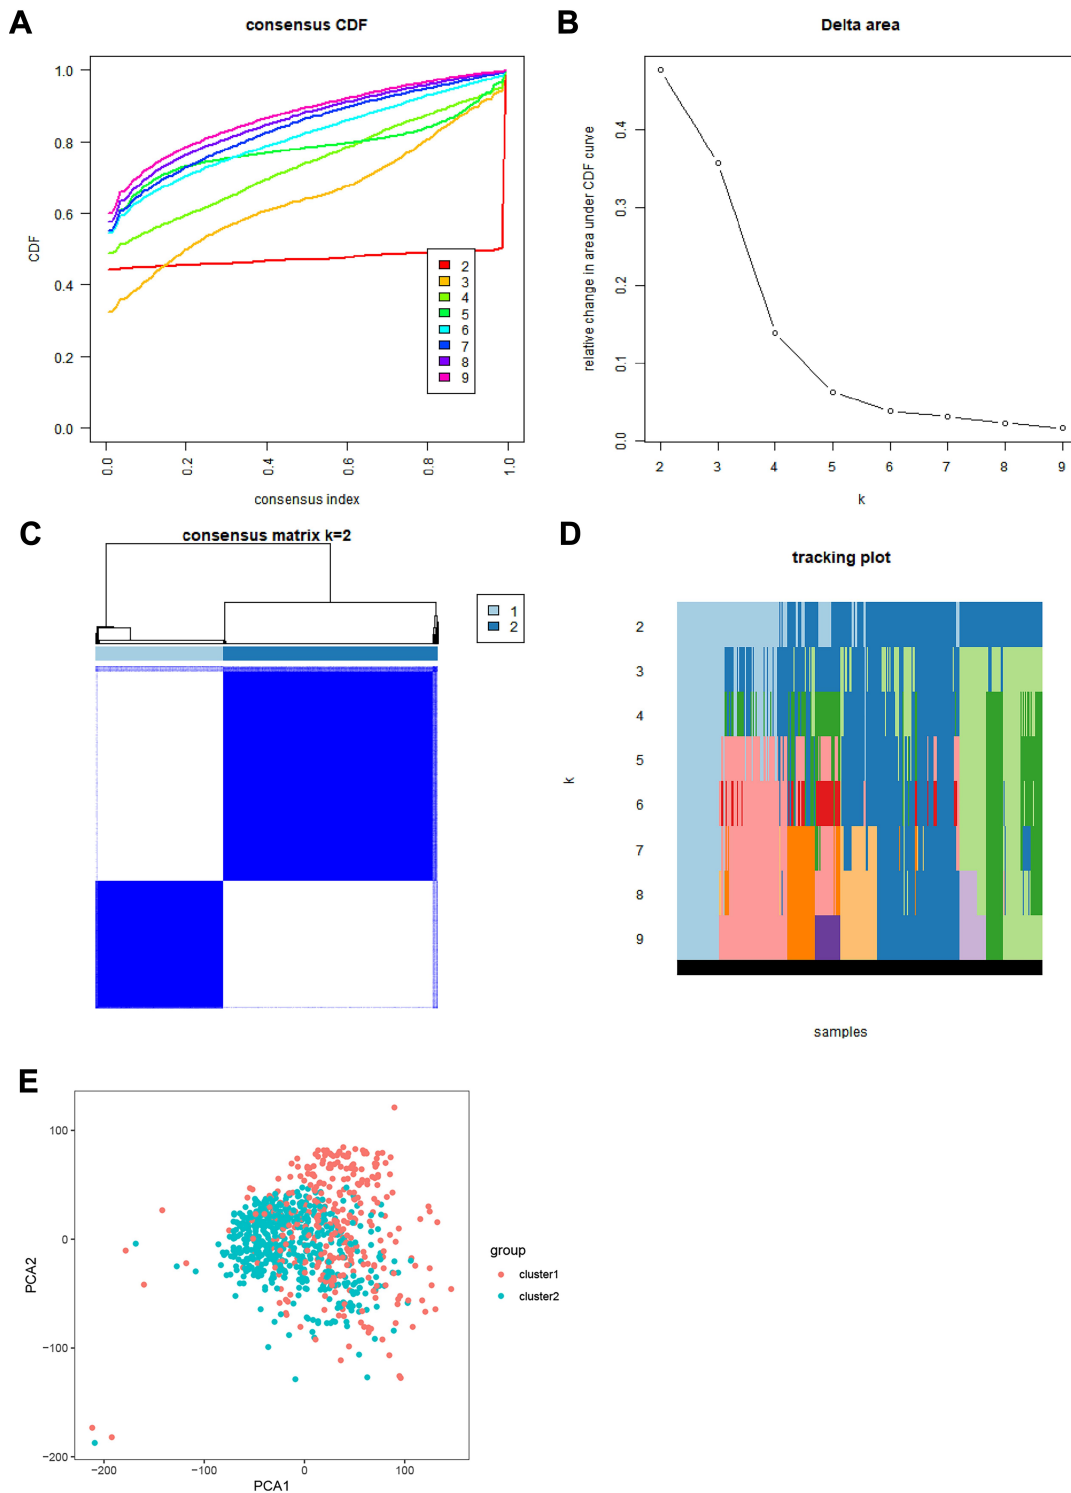 A
consensus CDF
1.0
0.8
0.6
0.4
0.2
0.0
CDF
0.0
0.2
0.4
0.6
0.8
1.0
consensus index
2
3
4
5
6
7
8
9
B
Delta area
0.4
0.3
0.2
0.1
0.0
relative change in area under CDF curve
2 3 4 5 6 7 8 9
k
C
consensus matrix k=2
1
2
D
tracking plot
2
3
4
5
6
7
8
9
k
samples
E
100
0
−100
−200
PCA2
−200 −100 0 100
PCA1
group
cluster1
cluster2